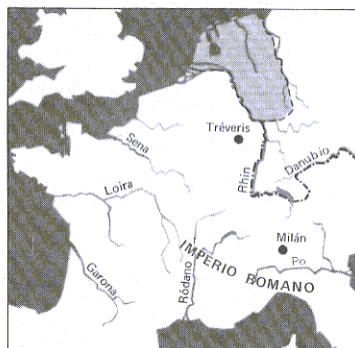 Tréveris
Sena
Rhin
Danubio
Loira
Milán
IMPERIO ROMANO
Po
Ródano
Garona